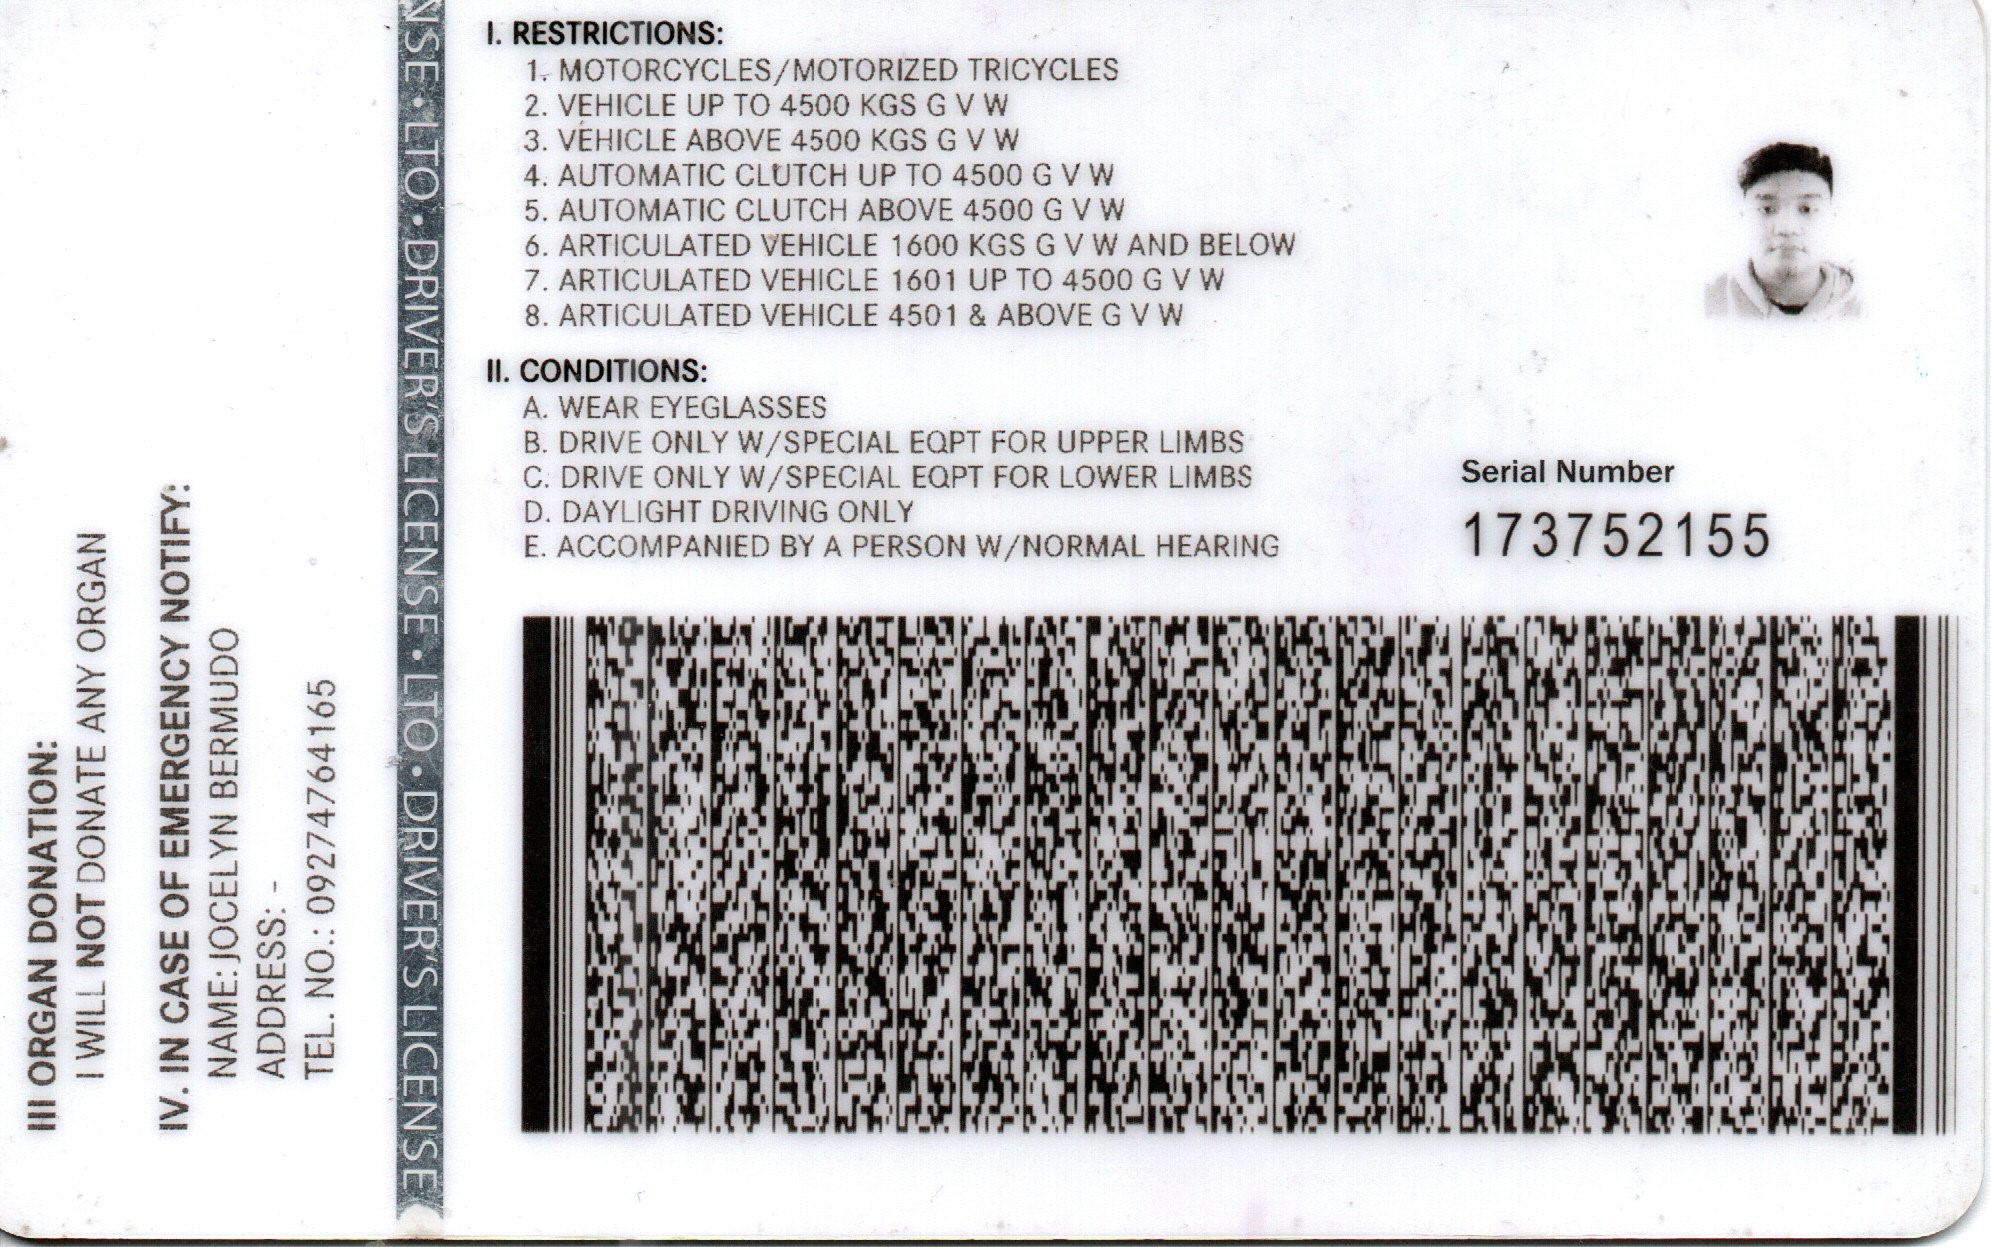 I. RESTRICTIONS:
1. MOTORCYCLES/MOTORIZED TRICYCLES
2. VEHICLE UP TO 4500 KGS G V W
3. VEHICLE ABOVE 4500 KGS G V W
4. AUTOMATIC CLUTCH UP TO 4500 G V W
5. AUTOMATIC CLUTCH ABOVE 4500 G V W
6. ARTICULATED VEHICLE 1600 KGS G V W AND BELOW
7. ARTICULATED VEHICLE 1601 UP TO 4500 G V W
8. ARTICULATED VEHICLE 4501 & ABOVE G V W
II. CONDITIONS:
A. WEAR EYEGLASSES
B. DRIVE ONLY W/SPECIAL EQPT FOR UPPER LIMBS
C. DRIVE ONLY W/SPECIAL EQPT FOR LOWER LIMBS
D. DAYLIGHT DRIVING ONLY
E. ACCOMPANIED BY A PERSON W/NORMAL HEARING
Serial Number
173752155
III ORGAN DONATION:
I WILL NOT DONATE ANY ORGAN
IV. IN CASE OF EMERGENCY NOTIFY:
NAME: JOCELYN BERMUDO
ADDRESS: -
TEL. NO.: 09274764165
NSE • LTO • DRIVER'S LICENSE • LTO • DRIVER'S LICENSE